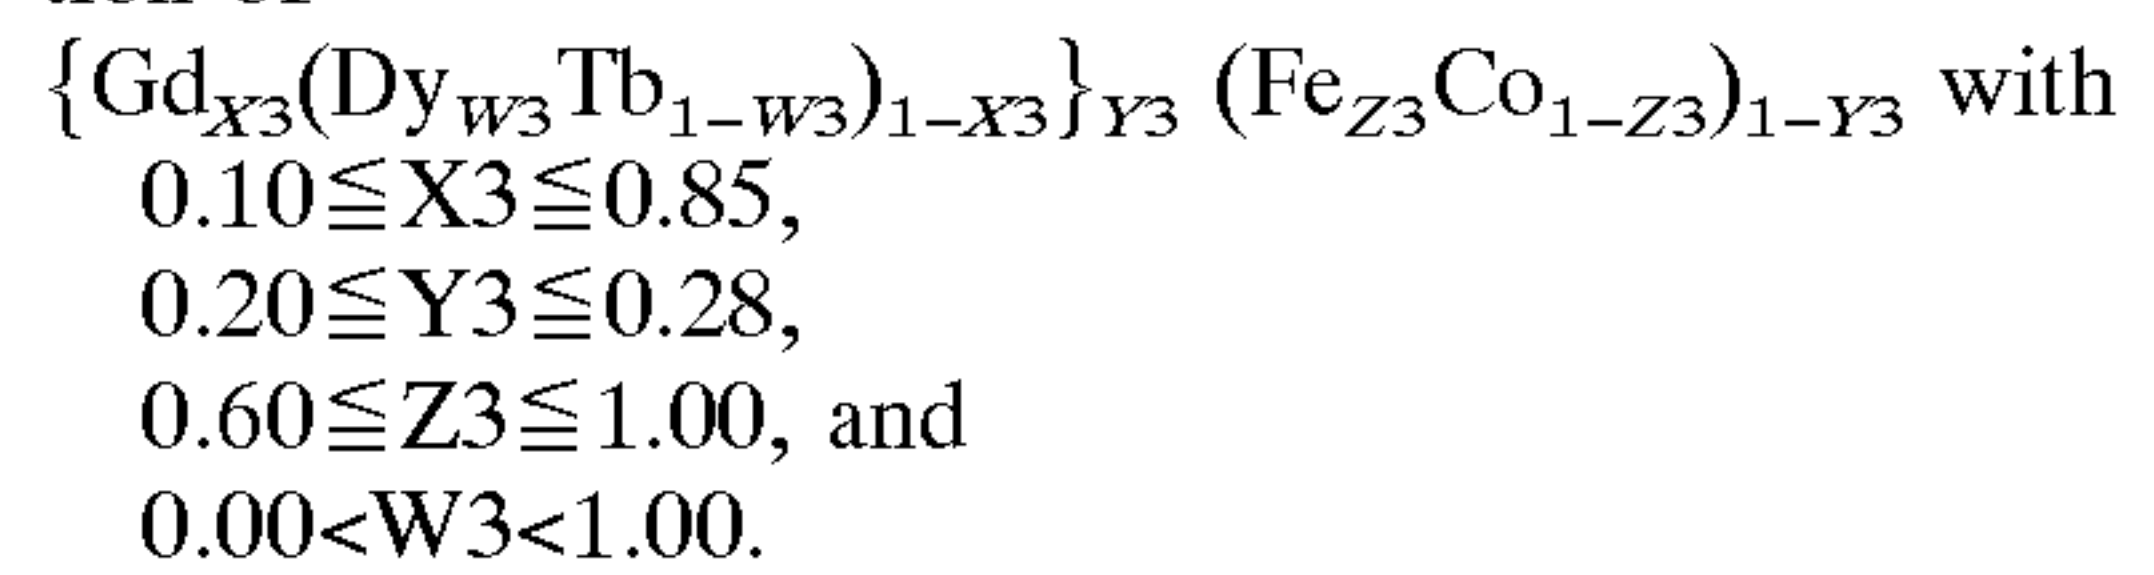 {Gd_{X3}(Dy_{W3}Tb_{1−W3})_{1−X3}}_{Y3} (Fe_{Z3}Co_{1−Z3})_{1−Y3} with
0.10≦X3≦0.85,
0.20≦Y3≦0.28,
0.60≦Z3≦1.00, and
0.00<W3<1.00.